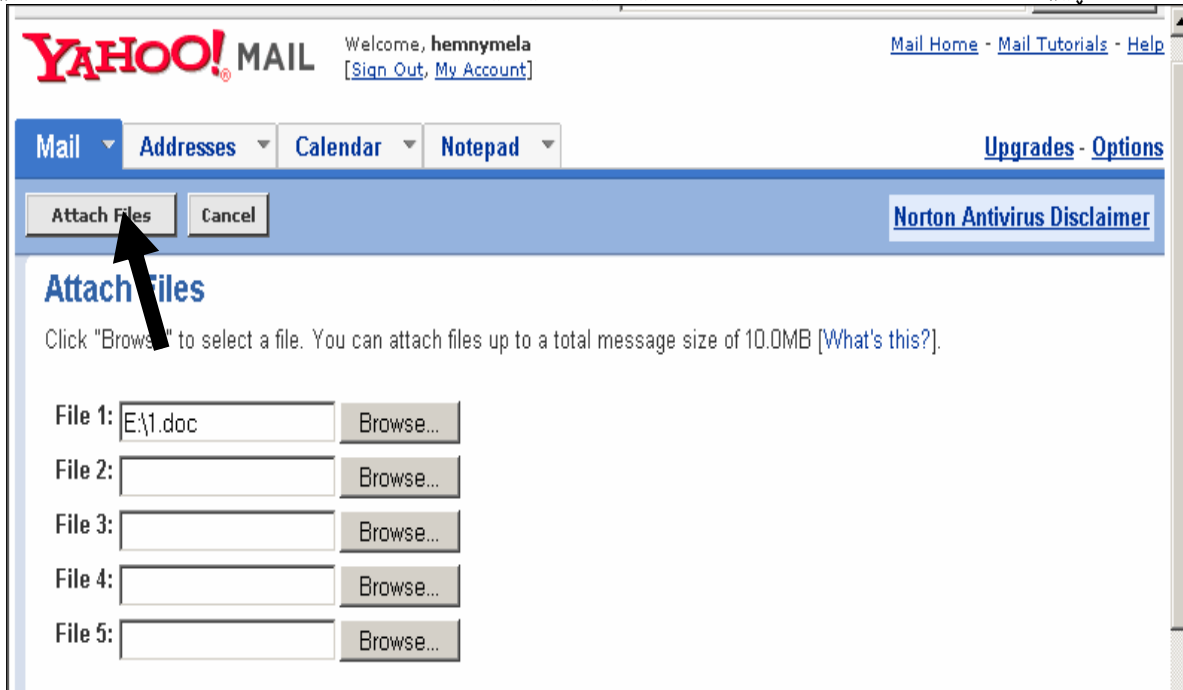 YAHOO! MAIL Welcome, hemnymela
[Sign Out, My Account]
Mail Home - Mail Tutorials - Help
Mail Addresses Calendar Notepad Upgrades - Options
Attach Files Cancel Norton Antivirus Disclaimer
Attach Files
Click "Browse" to select a file. You can attach files up to a total message size of 10.0MB [What's this?].
File 1: E:\1.doc Browse...
File 2: Browse...
File 3: Browse...
File 4: Browse...
File 5: Browse...